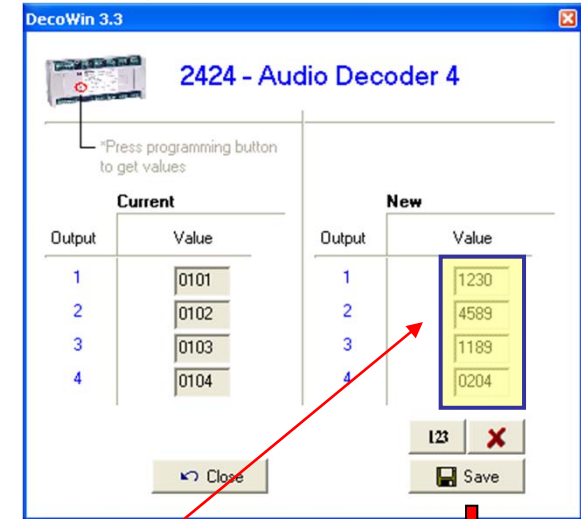 DecoWin 3.3
2424 - Audio Decoder 4
*Press programming button
to get values
Current New
Output Value Output Value
1 0101 1 1230
2 0102 2 4589
3 0103 3 1189
4 0104 4 0204
123
Close Save